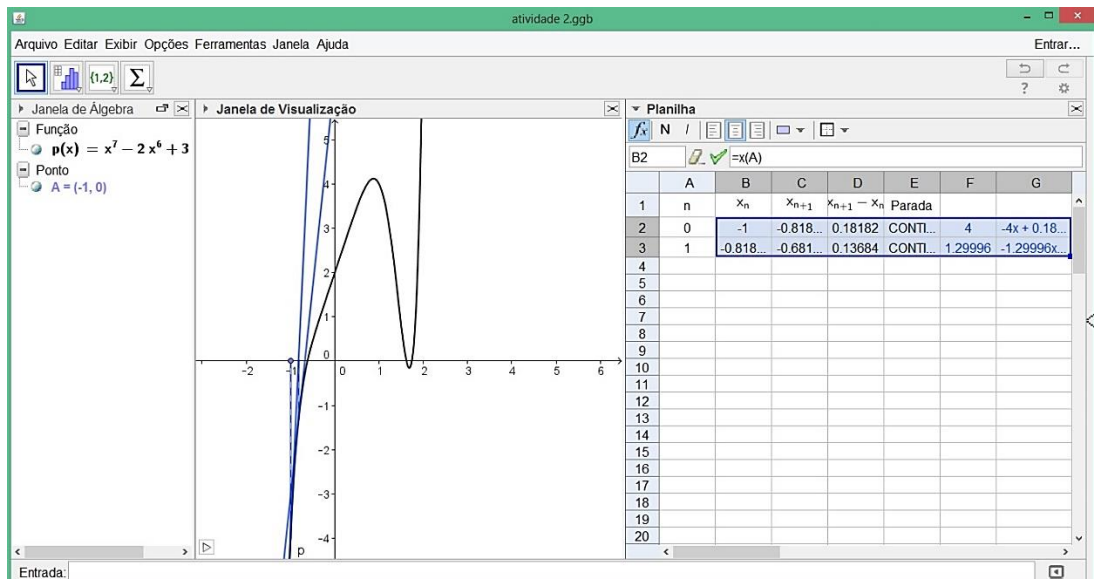 atividade 2.ggb
Arquivo Editar Exibir Opções Ferramentas Janela Ajuda Entrar...
{1,2} Σ ?
Janela de Álgebra
Função
p(x) = x⁷ − 2 x⁶ + 3
Ponto
A = (-1, 0)
Janela de Visualização
5
4
3
2
1
0
-2 -1 0 1 2 3 4 5 6
-1
-2
-3
-4
p
Planilha
fx N I
B2 =x(A)
A B C D E F G
1 n xₙ xₙ₊₁ xₙ₊₁ − xₙ Parada
2 0 -1 -0.818... 0.18182 CONTI... 4 -4x + 0.18...
3 1 -0.818... -0.681... 0.13684 CONTI... 1.29996 -1.29996x...
4
5
6
7
8
9
10
11
12
13
14
15
16
17
18
19
20
Entrada: